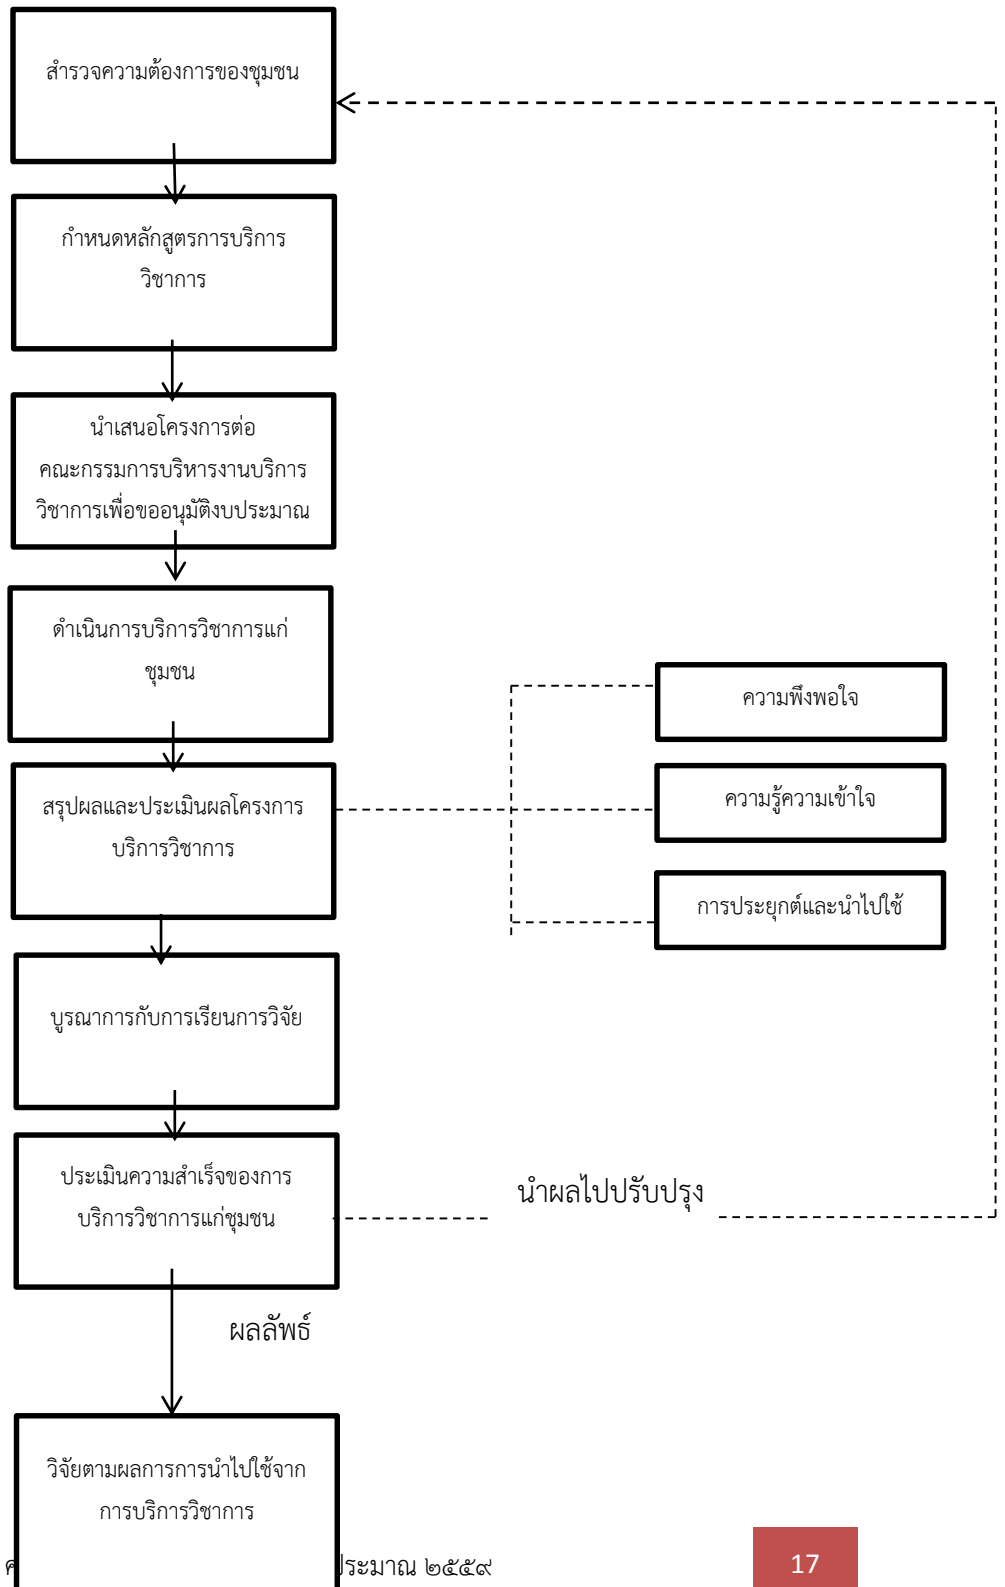 สำรวจความต้องการของชุมชน
กำหนดหลักสูตรการบริการ
วิชาการ
นำเสนอโครงการต่อ
คณะกรรมการบริหารงานบริการ
วิชาการเพื่อขออนุมัติงบประมาณ
ดำเนินการบริการวิชาการแก่
ชุมชน
ความพึงพอใจ
สรุปผลและประเมินผลโครงการ
บริการวิชาการ
ความรู้ความเข้าใจ
การประยุกต์และนำไปใช้
บูรณาการกับการเรียนการวิจัย
ประเมินความสำเร็จของการ
บริการวิชาการแก่ชุมชน
นำผลไปปรับปรุง
ผลลัพธ์
วิจัยตามผลการการนำไปใช้จาก
การบริการวิชาการ
ประมาณ ๒๕๕๙
17